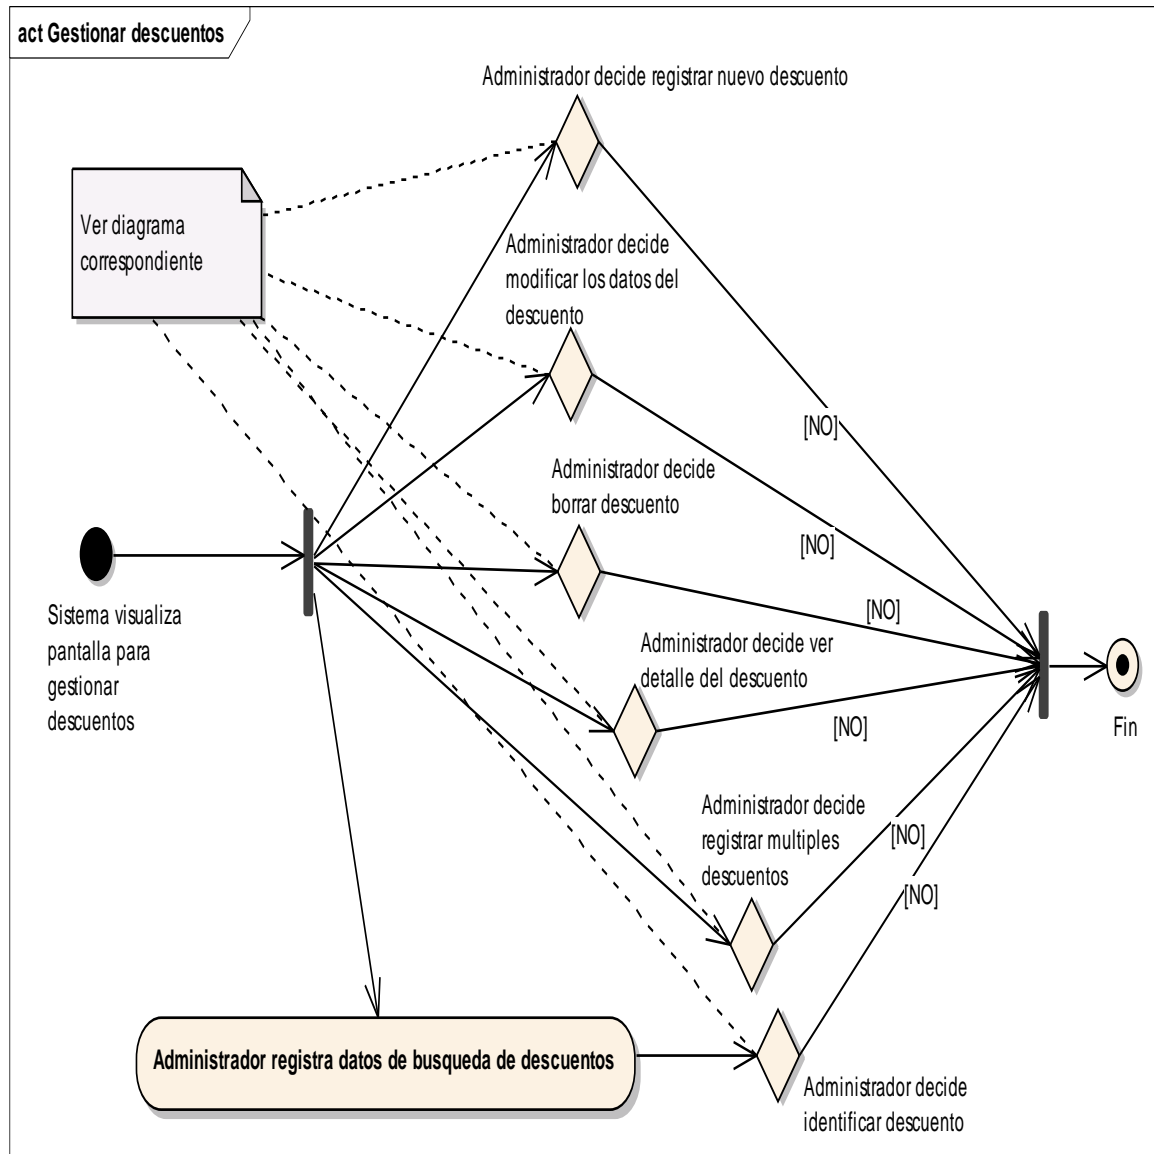 act Gestionar descuentos
Administrador decide registrar nuevo descuento
Ver diagrama
correspondiente
Administrador decide
modificar los datos del
descuento
[NO]
Administrador decide
borrar descuento
[NO]
Sistema visualiza
pantalla para
gestionar
descuentos
[NO]
Administrador decide ver
detalle del descuento
[NO]
Fin
Administrador decide
registrar multiples
descuentos
[NO]
[NO]
Administrador registra datos de busqueda de descuentos
Administrador decide
identificar descuento